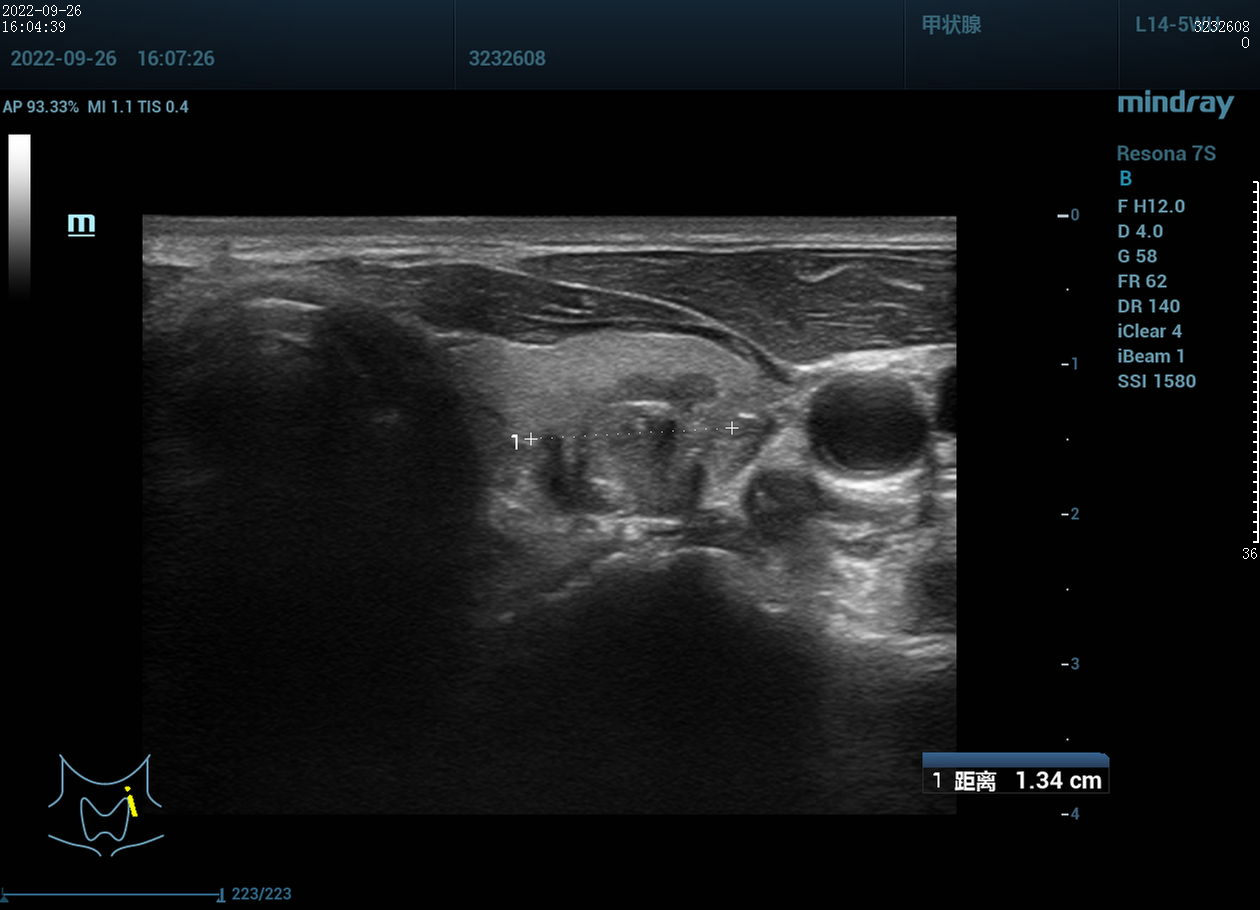 2022-09-26
16:04:39
2022-09-26 16:07:26
3232608
甲状腺
3232608
0
AP 93.33% MI 1.1 TIS 0.4
mindray
Resona 7S
B
F H12.0
D 4.0
G 58
FR 62
DR 140
iClear 4
iBeam 1
SSI 1580
m
0
1
2
3
4
1
36
1 距离 1.34 cm
223/223